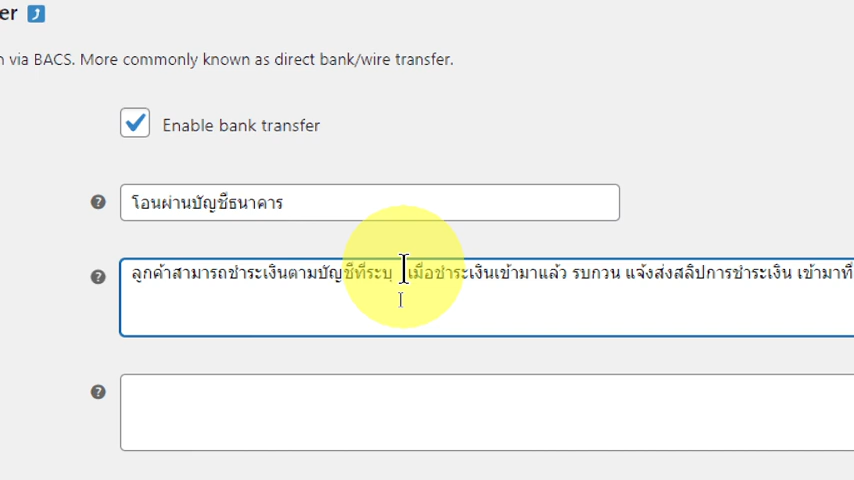 er
n via BACS. More commonly known as direct bank/wire transfer.
Enable bank transfer
โอนผ่านบัญชีธนาคาร
ลูกค้าสามารถชำระเงินตามบัญชีที่ระบุ เมื่อชำระเงินเข้ามาแล้ว รบกวน แจ้งส่งสลิปการชำระเงิน เข้ามาที่